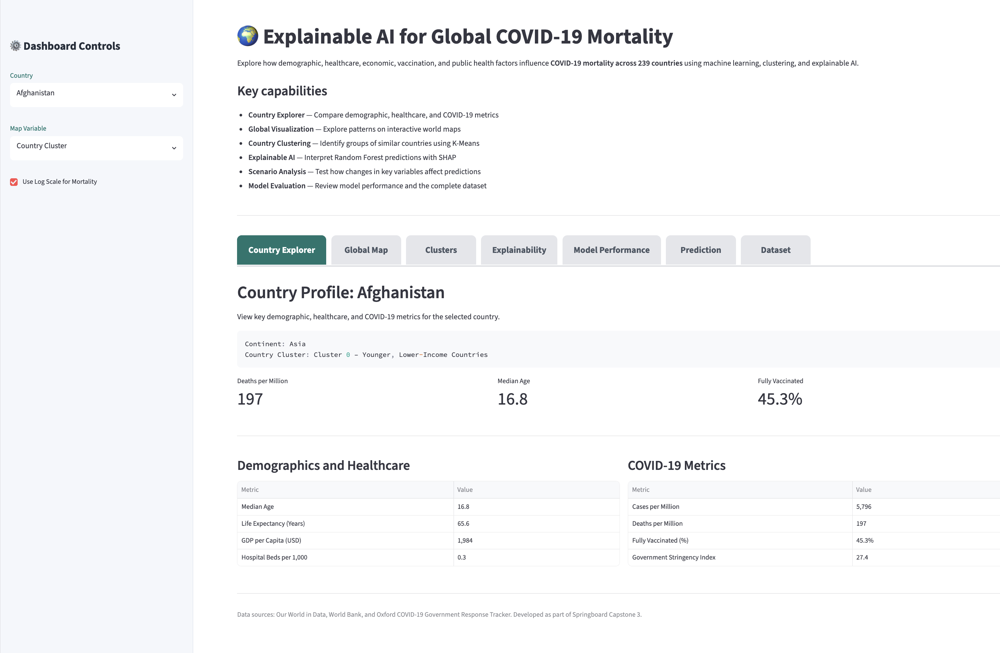 Dashboard Controls
Country
Afghanistan
Map Variable
Country Cluster
Use Log Scale for Mortality
Explainable AI for Global COVID-19 Mortality
Explore how demographic, healthcare, economic, vaccination, and public health factors influence COVID-19 mortality across 239 countries using machine learning, clustering, and explainable AI.
Key capabilities
• Country Explorer — Compare demographic, healthcare, and COVID-19 metrics
• Global Visualization — Explore patterns on interactive world maps
• Country Clustering — Identify groups of similar countries using K-Means
• Explainable AI — Interpret Random Forest predictions with SHAP
• Scenario Analysis — Test how changes in key variables affect predictions
• Model Evaluation — Review model performance and the complete dataset
Country Explorer Global Map Clusters Explainability Model Performance Prediction Dataset
Country Profile: Afghanistan
View key demographic, healthcare, and COVID-19 metrics for the selected country.
Continent: Asia
Country Cluster: Cluster 0 – Younger, Lower-Income Countries
Deaths per Million Median Age Fully Vaccinated
197 16.8 45.3%
Demographics and Healthcare
Metric Value
Median Age 16.8
Life Expectancy (Years) 65.6
GDP per Capita (USD) 1,984
Hospital Beds per 1,000 0.3
COVID-19 Metrics
Metric Value
Cases per Million 5,796
Deaths per Million 197
Fully Vaccinated (%) 45.3%
Government Stringency Index 27.4
Data sources: Our World in Data, World Bank, and Oxford COVID-19 Government Response Tracker. Developed as part of Springboard Capstone 3.